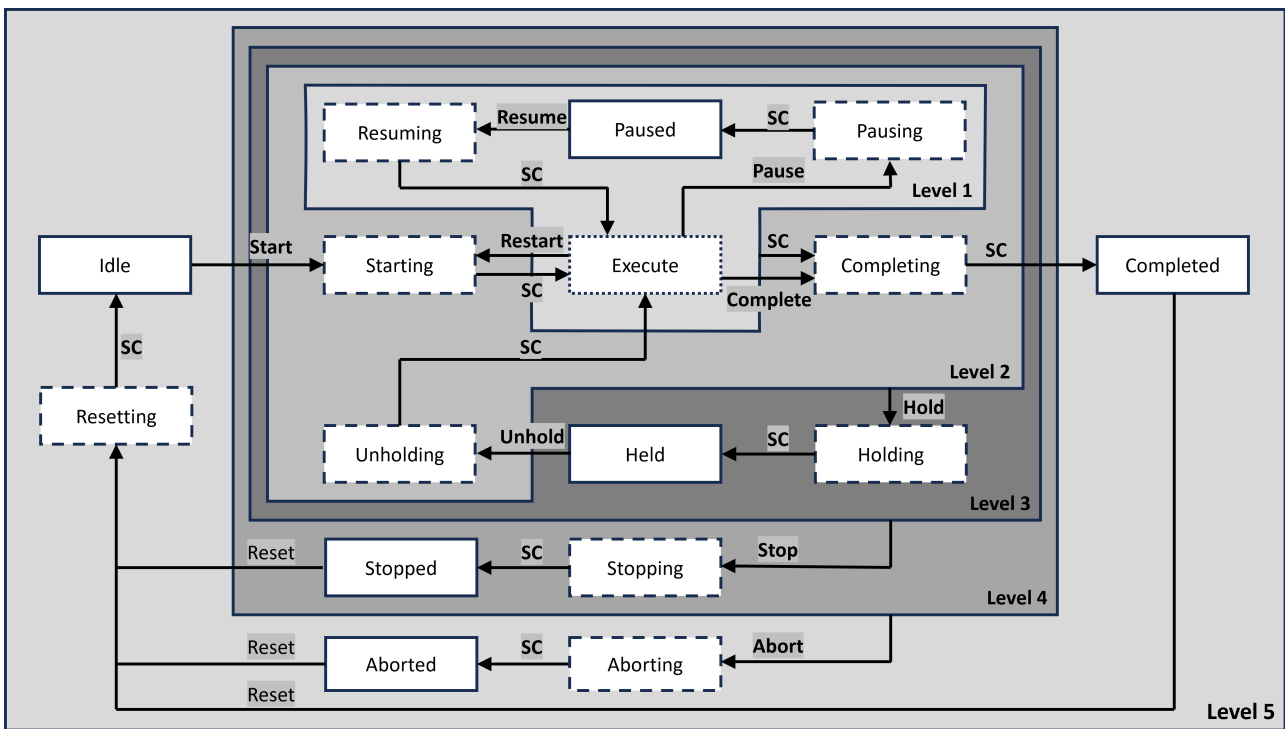 Resuming
Resume
Paused
SC
Pausing
SC
Pause
Level 1
Idle
Start
Starting
Restart
SC
Execute
SC
Complete
Completing
SC
Completed
SC
SC
Level 2
Resetting
Hold
Unholding
Unhold
Held
SC
Holding
Level 3
Reset
Stopped
SC
Stopping
Stop
Level 4
Reset
Aborted
SC
Aborting
Abort
Reset
Level 5